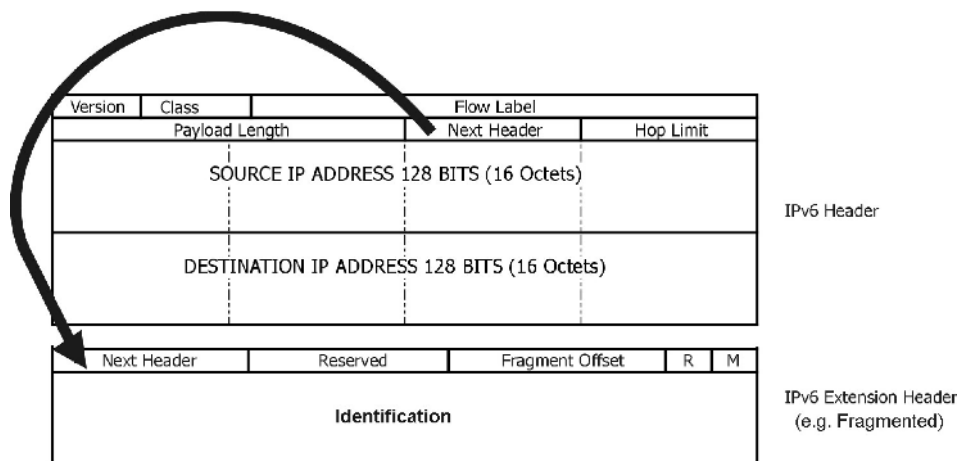 Version Class Flow Label
Payload Length Next Header Hop Limit
SOURCE IP ADDRESS 128 BITS (16 Octets)
IPv6 Header
DESTINATION IP ADDRESS 128 BITS (16 Octets)
Next Header Reserved Fragment Offset R M
Identification
IPv6 Extension Header
(e.g. Fragmented)